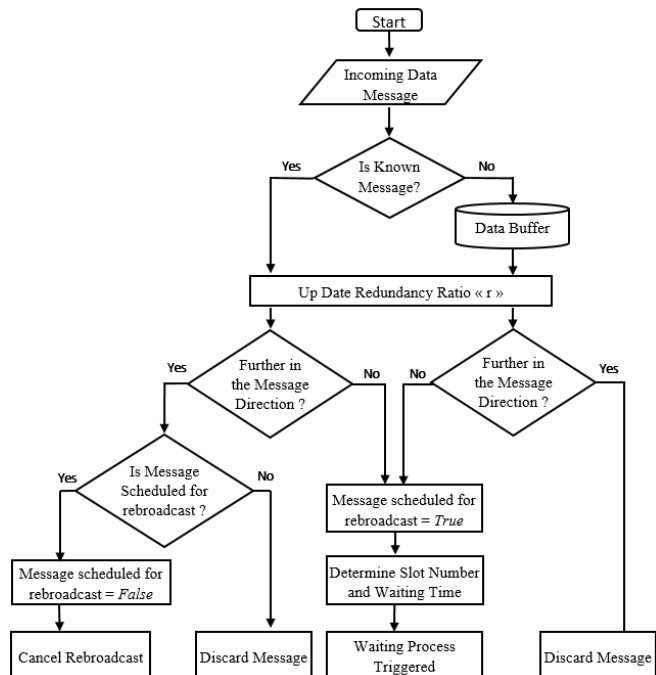 Start
Incoming Data
Message
Is Known
Message?
Yes
No
Data Buffer
Up Date Redundancy Ratio « r »
Further in
the Message
Direction ?
Yes
No
Further in
the Message
Direction ?
No
Yes
Is Message
Scheduled for
rebroadcast ?
Yes
No
Message scheduled for
rebroadcast = True
Message scheduled for
rebroadcast = False
Determine Slot Number
and Waiting Time
Cancel Rebroadcast
Discard Message
Waiting Process
Triggered
Discard Message